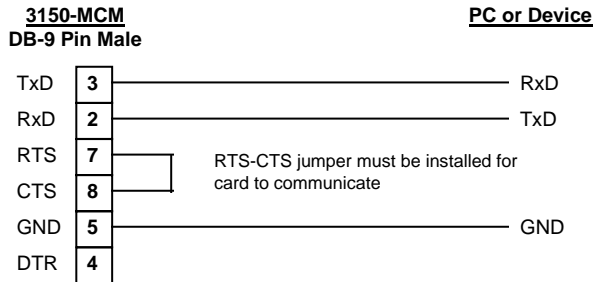 3150-MCM PC or Device
DB-9 Pin Male
TxD 3 RxD
RxD 2 TxD
RTS 7
RTS-CTS jumper must be installed for
card to communicate
CTS 8
GND 5 GND
DTR 4